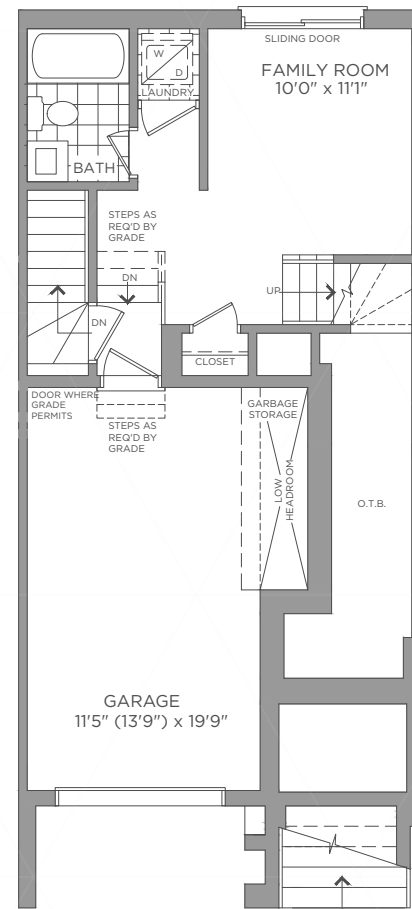 SLIDING DOOR
W
D
LAUNDRY
FAMILY ROOM
10'0" x 11'1"
BATH
STEPS AS
REQ'D BY
GRADE
DN
UP
DN
CLOSET
DOOR WHERE
GRADE
PERMITS
STEPS AS
REQ'D BY
GRADE
GARBAGE
STORAGE
LOW
HEADROOM
O.T.B.
GARAGE
11'5" (13'9") x 19'9"